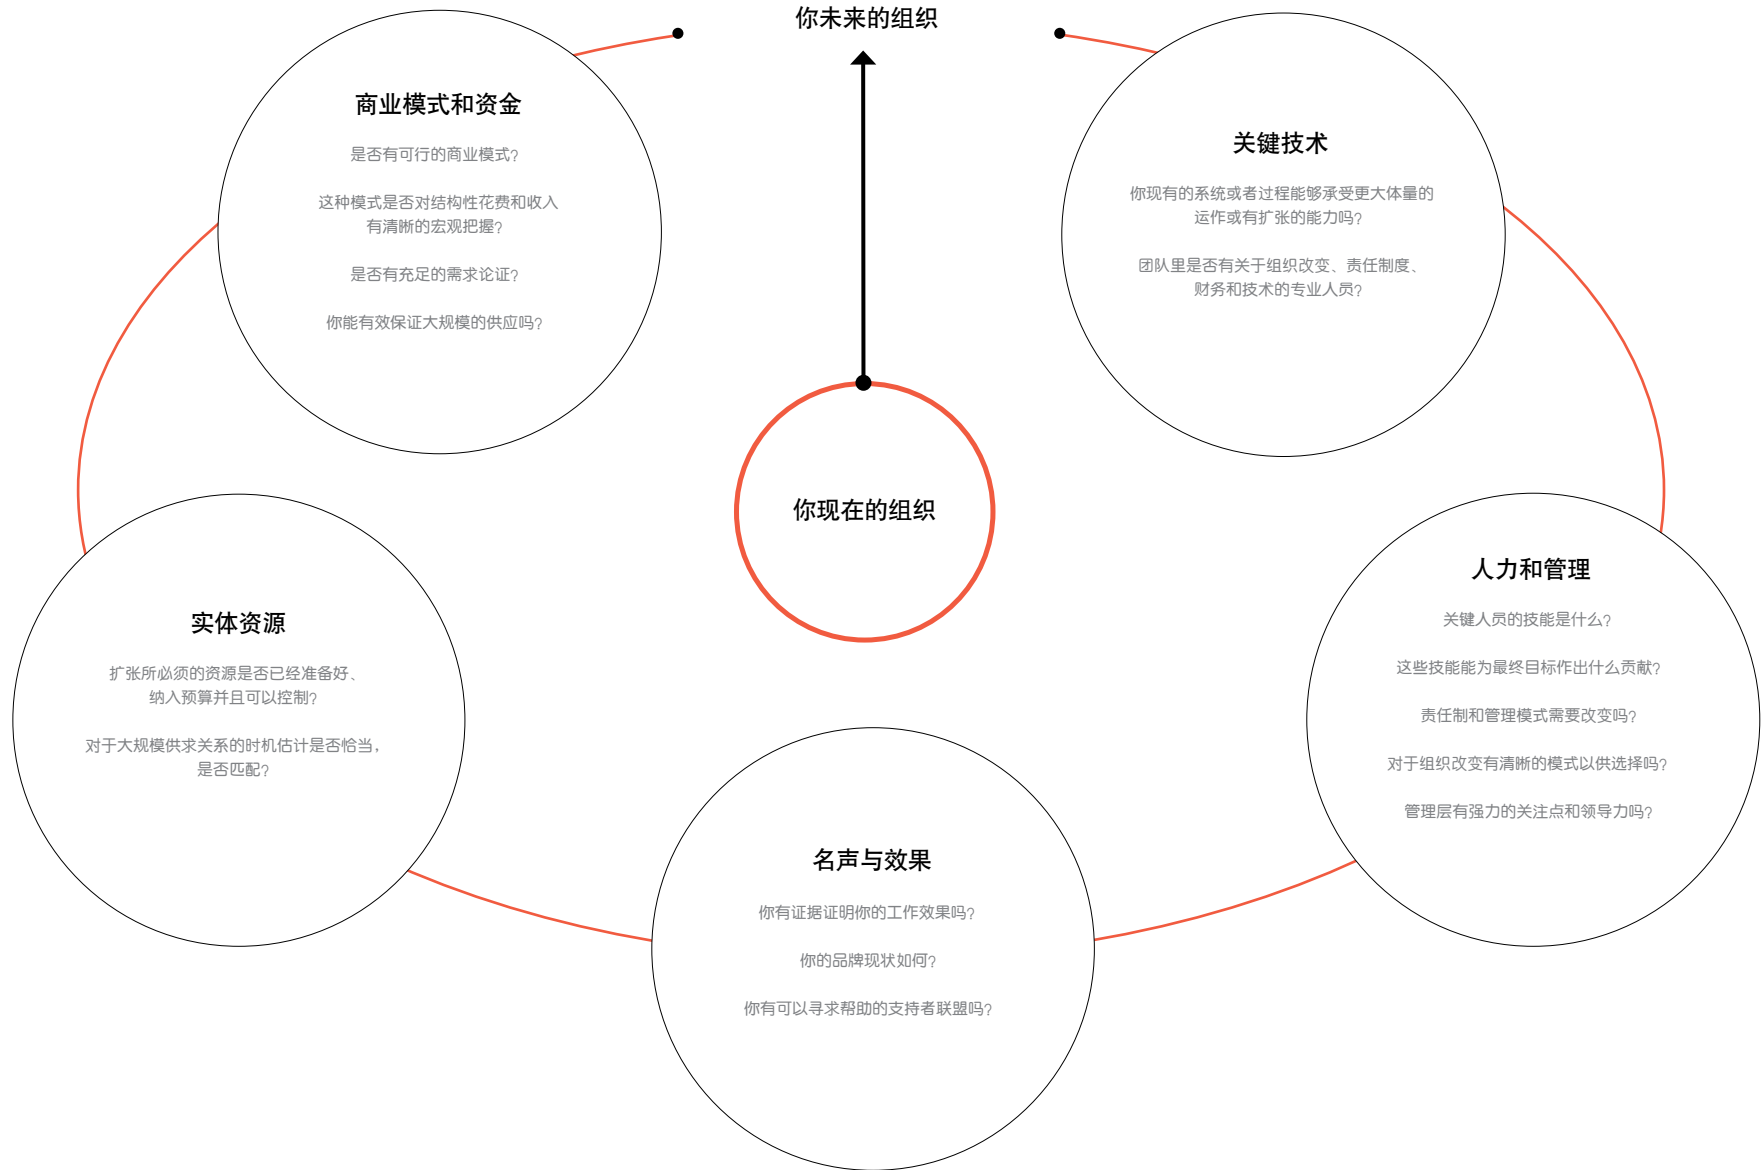 你未来的组织
商业模式和资金
是否有可行的商业模式?
这种模式是否对结构性花费和收入
有清晰的宏观把握?
是否有充足的需求论证?
你能有效保证大规模的供应吗?
关键技术
你现有的系统或者过程能够承受更大体量的
运作或有扩张的能力吗?
团队里是否有关于组织改变、责任制度、
财务和技术的专业人员?
你现在的组织
实体资源
扩张所必须的资源是否已经准备好、
纳入预算并且可以控制?
对于大规模供求关系的时机估计是否恰当,
是否匹配?
人力和管理
关键人员的技能是什么?
这些技能能为最终目标作出什么贡献?
责任制和管理模式需要改变吗?
对于组织改变有清晰的模式以供选择吗?
管理层有强力的关注点和领导力吗?
名声与效果
你有证据证明你的工作效果吗?
你的品牌现状如何?
你有可以寻求帮助的支持者联盟吗?